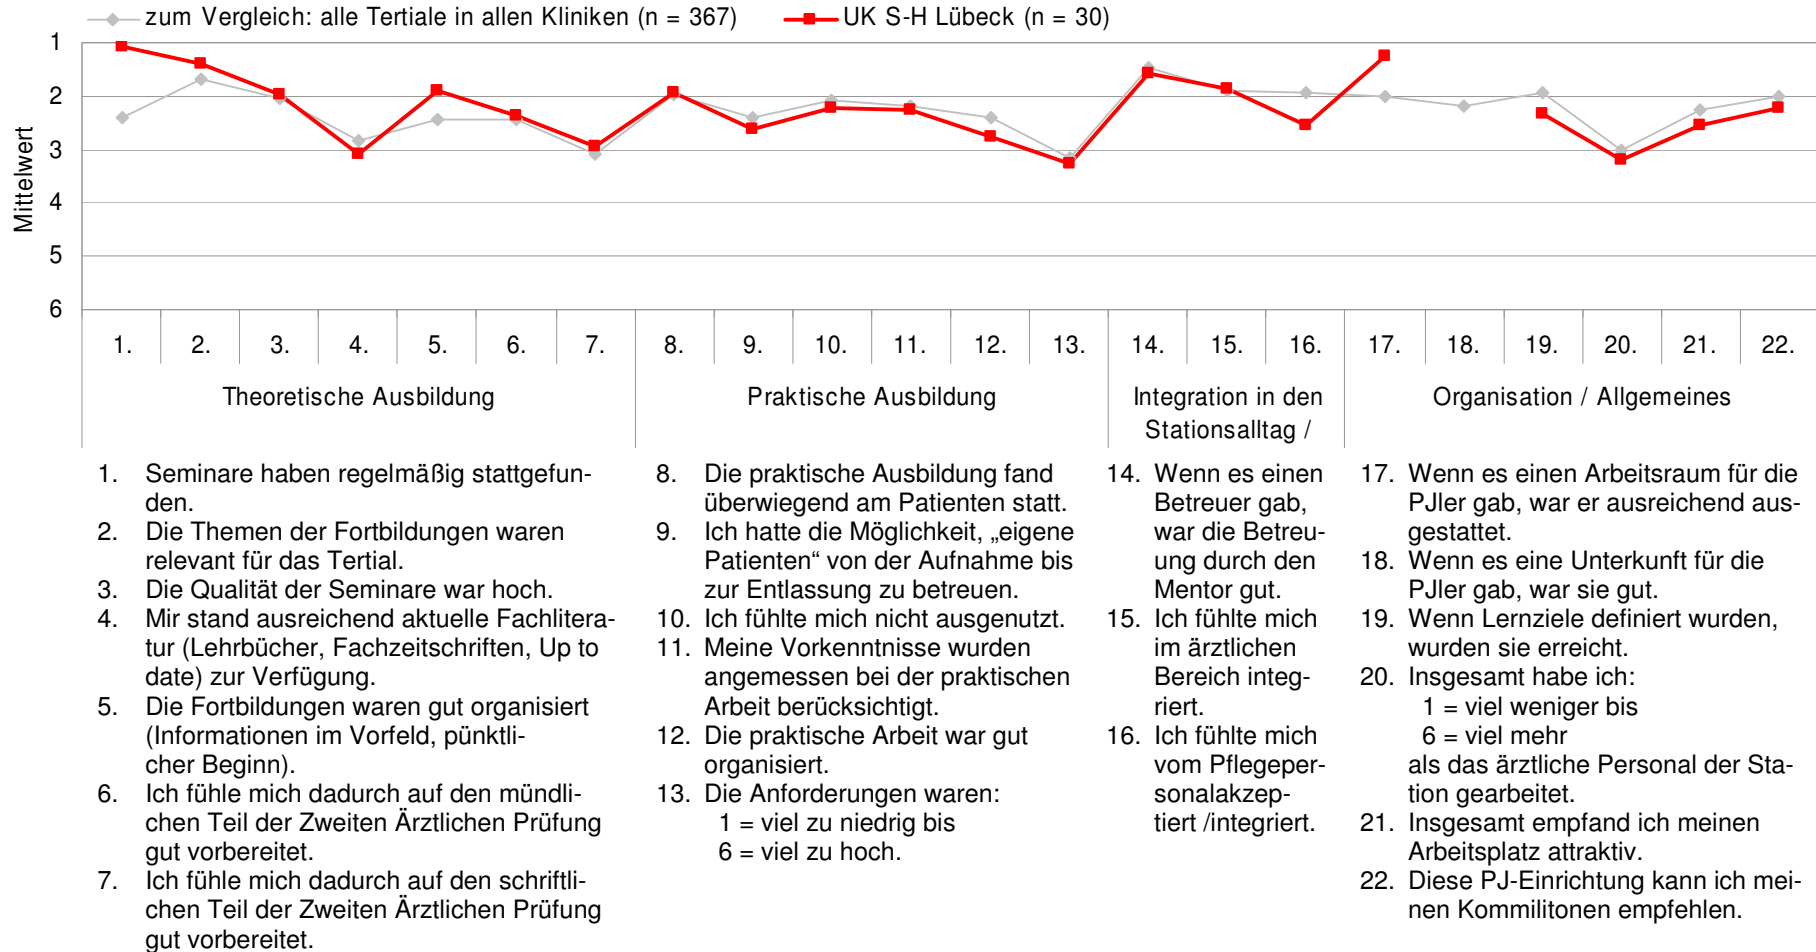 zum Vergleich: alle Tertiale in allen Kliniken (n = 367)
UK S-H Lübeck (n = 30)
Mittelwert
1
2
3
4
5
6
1. 2. 3. 4. 5. 6. 7. 8. 9. 10. 11. 12. 13. 14. 15. 16. 17. 18. 19. 20. 21. 22.
Theoretische Ausbildung
Praktische Ausbildung
Integration in den
Stationsalltag /
Organisation / Allgemeines
1. Seminare haben regelmäßig stattgefun-
den.
2. Die Themen der Fortbildungen waren
relevant für das Tertial.
3. Die Qualität der Seminare war hoch.
4. Mir stand ausreichend aktuelle Fachlitera-
tur (Lehrbücher, Fachzeitschriften, Up to
date) zur Verfügung.
5. Die Fortbildungen waren gut organisiert
(Informationen im Vorfeld, pünktli-
cher Beginn).
6. Ich fühle mich dadurch auf den mündli-
chen Teil der Zweiten Ärztlichen Prüfung
gut vorbereitet.
7. Ich fühle mich dadurch auf den schriftli-
chen Teil der Zweiten Ärztlichen Prüfung
gut vorbereitet.
8. Die praktische Ausbildung fand
überwiegend am Patienten statt.
9. Ich hatte die Möglichkeit, „eigene
Patienten“ von der Aufnahme bis
zur Entlassung zu betreuen.
10. Ich fühlte mich nicht ausgenutzt.
11. Meine Vorkenntnisse wurden
angemessen bei der praktischen
Arbeit berücksichtigt.
12. Die praktische Arbeit war gut
organisiert.
13. Die Anforderungen waren:
1 = viel zu niedrig bis
6 = viel zu hoch.
14. Wenn es einen
Betreuer gab,
war die Betreu-
ung durch den
Mentor gut.
15. Ich fühlte mich
im ärztlichen
Bereich integ-
riert.
16. Ich fühlte mich
vom Pflegeper-
sonalakzep-
tiert /integriert.
17. Wenn es einen Arbeitsraum für die
PJler gab, war er ausreichend aus-
gestattet.
18. Wenn es eine Unterkunft für die
PJler gab, war sie gut.
19. Wenn Lernziele definiert wurden,
wurden sie erreicht.
20. Insgesamt habe ich:
1 = viel weniger bis
6 = viel mehr
als das ärztliche Personal der Sta-
tion gearbeitet.
21. Insgesamt empfand ich meinen
Arbeitsplatz attraktiv.
22. Diese PJ-Einrichtung kann ich mei-
nen Kommilitonen empfehlen.